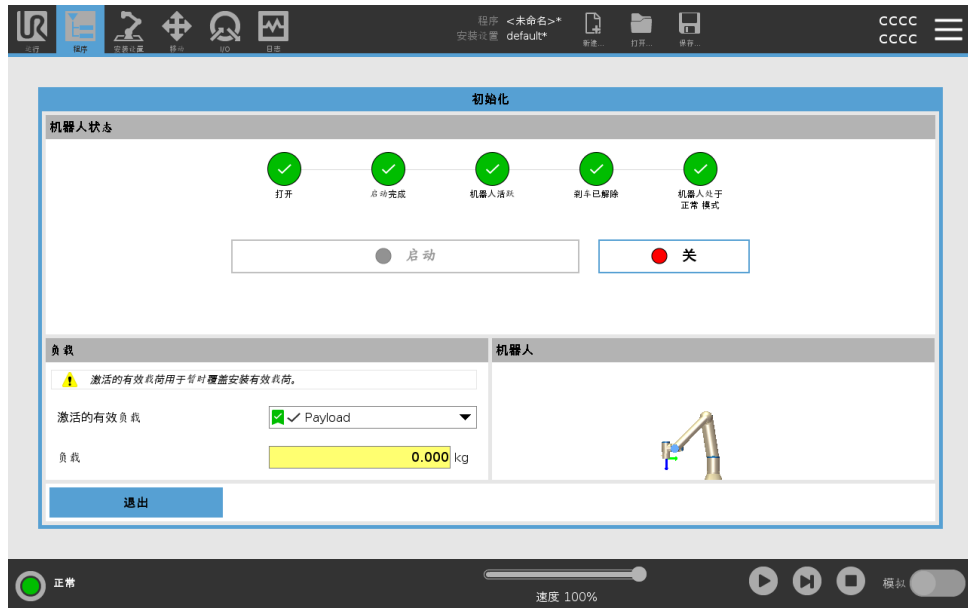 UR
程序 <未命名>*
安装设置 default*
运行 程序 安装设置 移动 I/O 日志 新建... 打开... 保存...
cccc
cccc
初始化
机器人状态
打开 启动完成 机器人活跃 刹车已解除 机器人处于
正常 模式
启动 关
负载 机器人
激活的有效载荷用于暂时覆盖安装有效载荷。
激活的有效负载 Payload
负载 0.000 kg
退出
正常
速度 100%
模拟